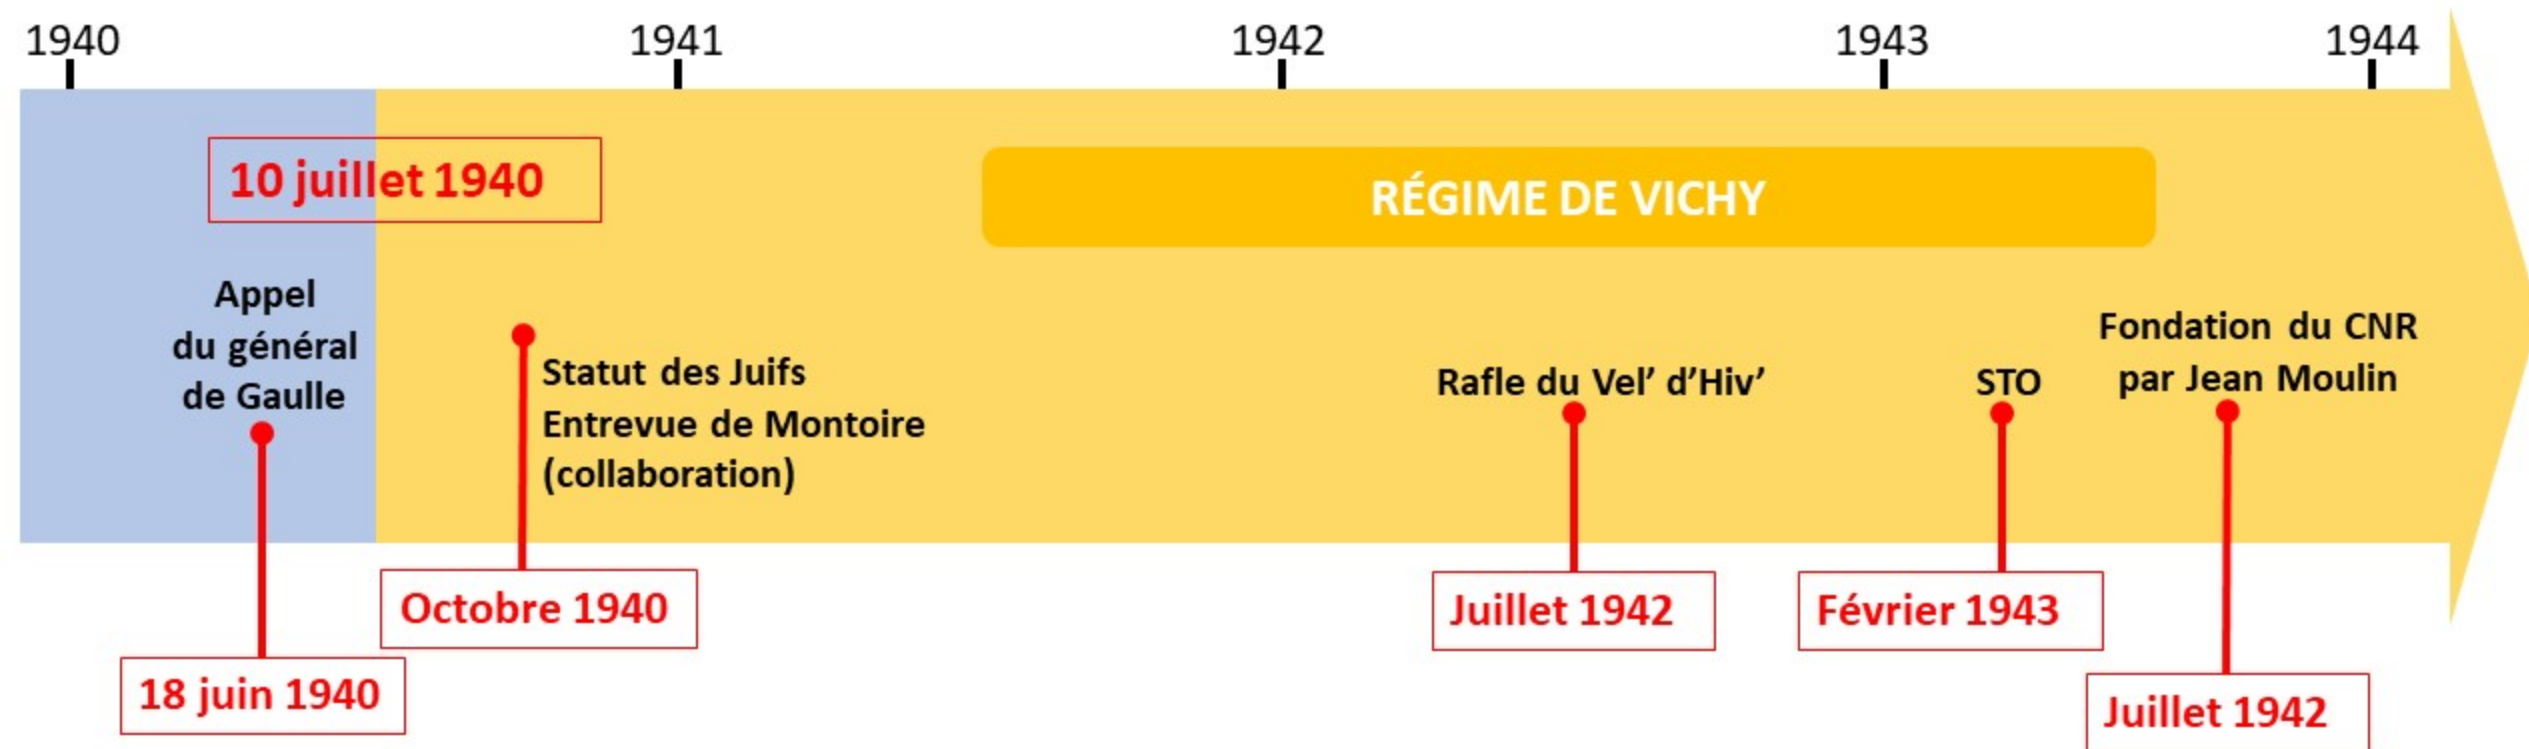 1940
1941
1942
1943
1944
10 juillet 1940
RÉGIME DE VICHY
Appel
du général
de Gaulle
Statut des Juifs
Entrevue de Montoire
(collaboration)
Rafle du Vel’ d’Hiv’
STO
Fondation du CNR
par Jean Moulin
18 juin 1940
Octobre 1940
Juillet 1942
Février 1943
Juillet 1942